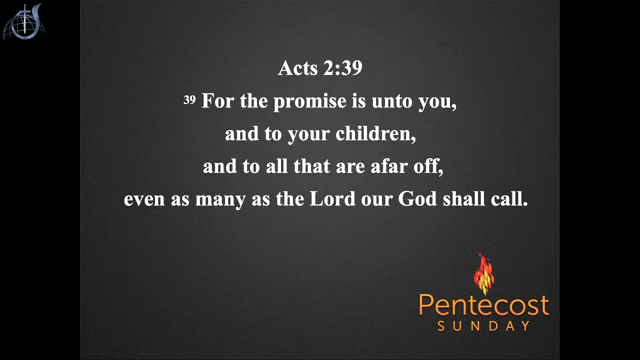 Acts 2:39
39 For the promise is unto you,
and to your children,
and to all that are afar off,
even as many as the Lord our God shall call.
Pentecost
SUNDAY